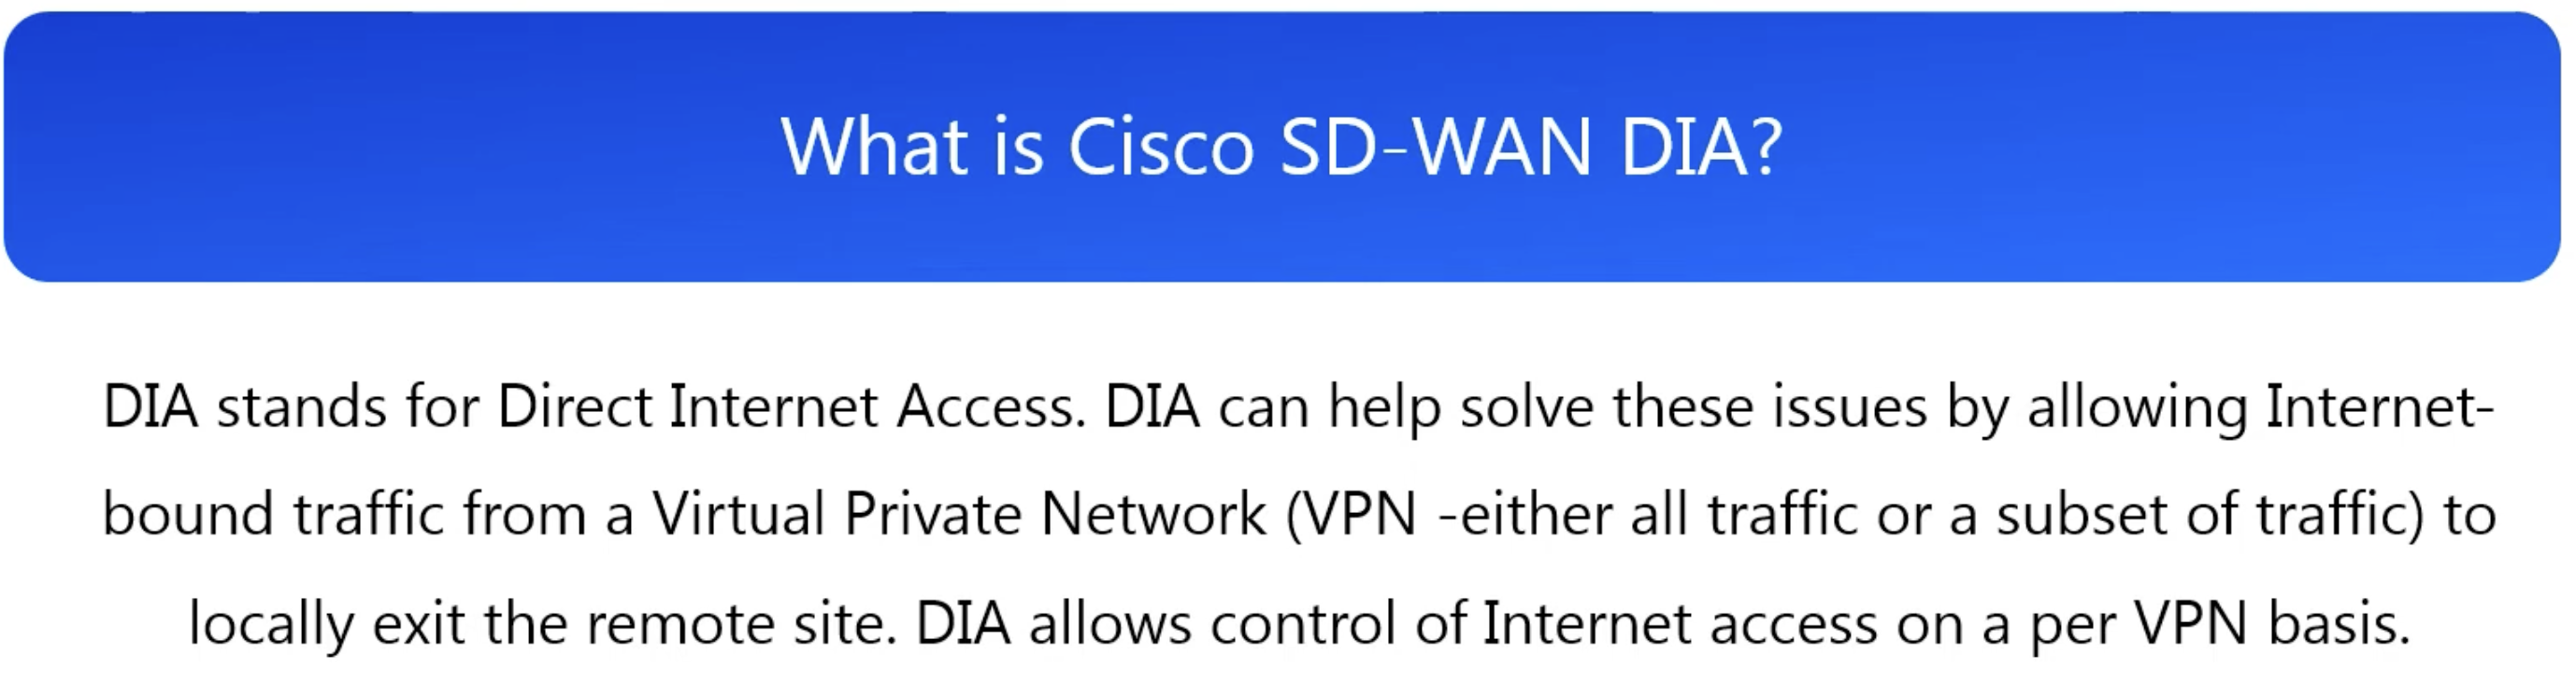 What is Cisco SD-WAN DIA?
DIA stands for Direct Internet Access. DIA can help solve these issues by allowing Internet-
bound traffic from a Virtual Private Network (VPN -either all traffic or a subset of traffic) to
locally exit the remote site. DIA allows control of Internet access on a per VPN basis.